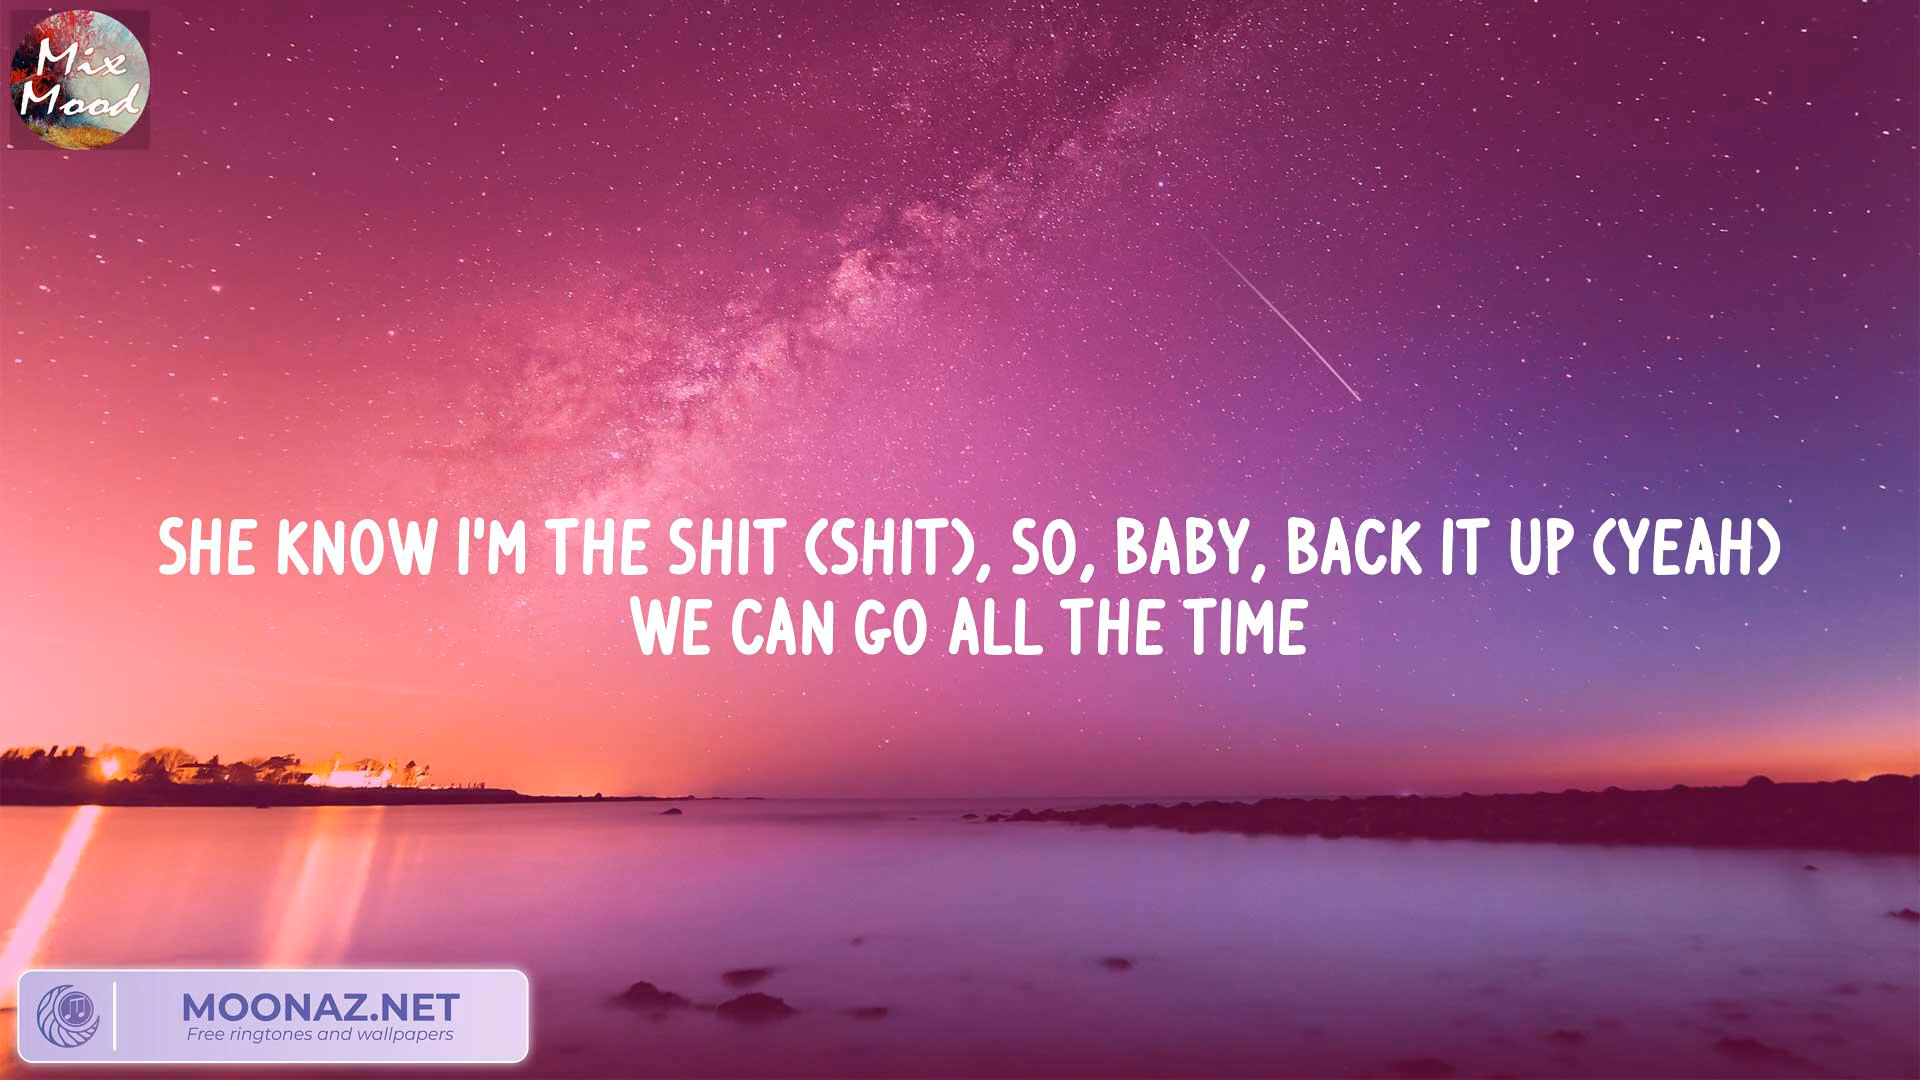 Mix
Mood
SHE KNOW I'M THE SHIT (SHIT), SO, BABY, BACK IT UP (YEAH)
WE CAN GO ALL THE TIME
MOONAZ.NET
Free ringtones and wallpapers